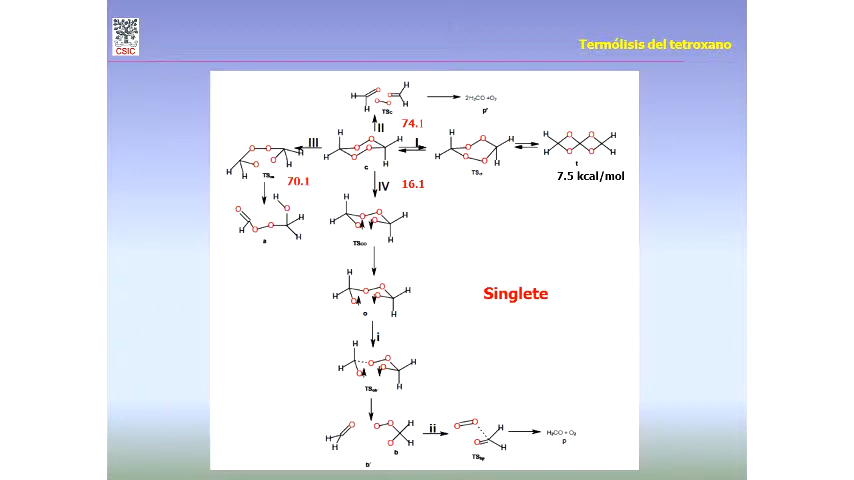 CSIC
Termólisis del tetroxano
TSc
2H₂CO +O₂
p'
II
74.1
III
I
c
t
7.5 kcal/mol
70.1
IV
16.1
a
TSco
Singlete
o
i
ii
b'
b
TSbp
H₂CO + O₂
p